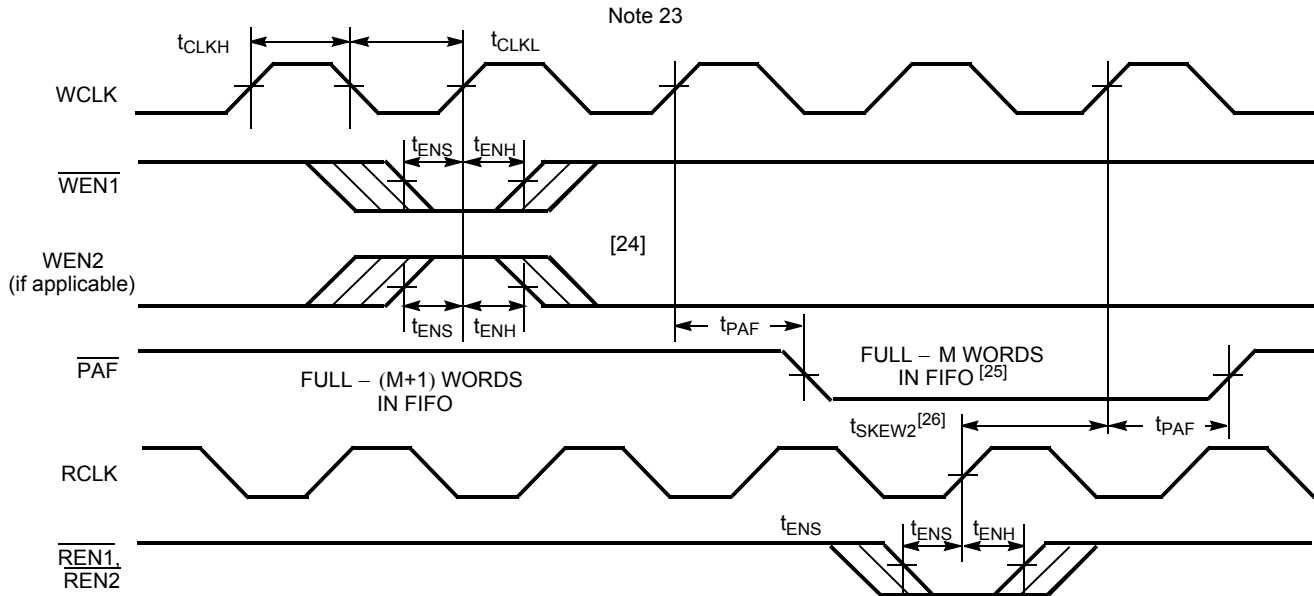 Note 23
tCLKH
tCLKL
WCLK
tENS
tENH
WEN1
WEN2
(if applicable)
[24]
tENS
tENH
tPAF
PAF
FULL – (M+1) WORDS
IN FIFO
FULL – M WORDS
IN FIFO [25]
tSKEW2[26]
tPAF
RCLK
tENS
tENS
tENH
REN1,
REN2